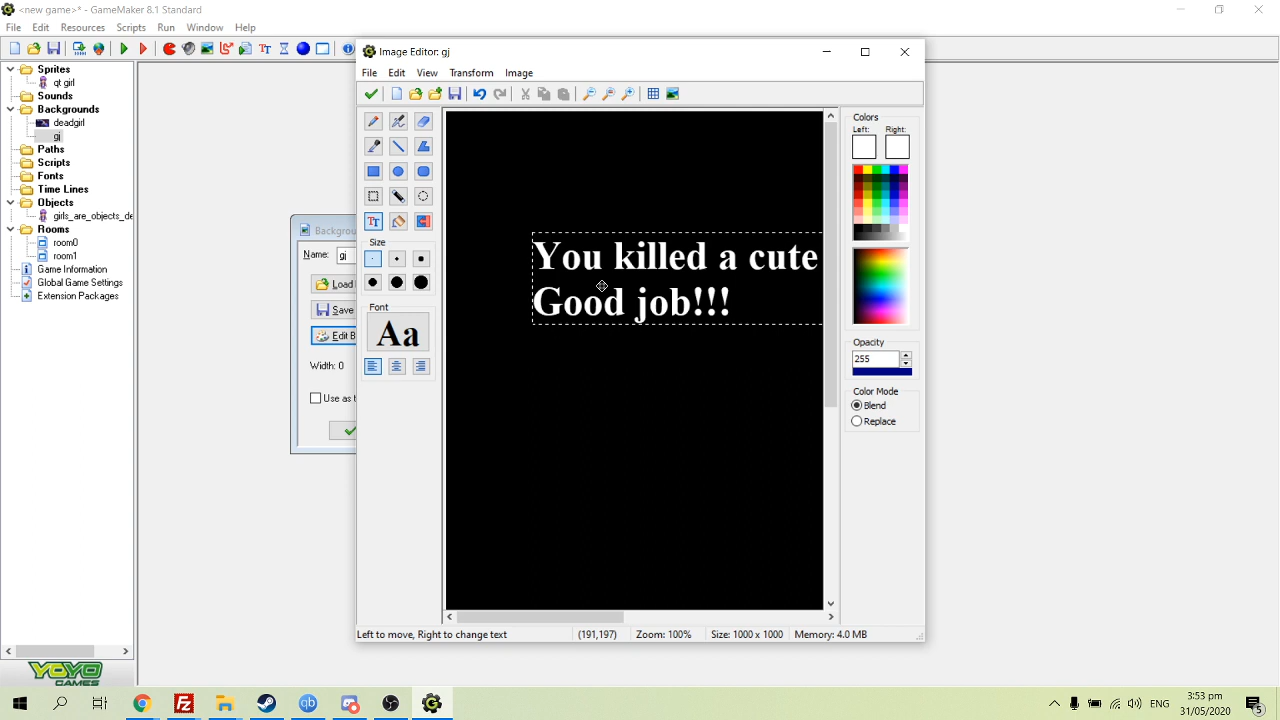 <new game>* - GameMaker 8.1 Standard
File Edit Resources Scripts Run Window Help
Sprites
qt girl
Sounds
Backgrounds
deadgirl
gj
Paths
Scripts
Fonts
Time Lines
Objects
girls_are_objects_de
Rooms
room0
room1
Game Information
Global Game Settings
Extension Packages
YOYO
GAMES
Backgrou
Name: gj
Load
Save
Edit B
Width: 0
Use as t
Image Editor: gj
File Edit View Transform Image
Size
Font
Aa
You killed a cute
Good job!!!
Colors
Left: Right:
Opacity
255
Color Mode
Blend
Replace
Left to move, Right to change text (191,197) Zoom: 100% Size: 1000 x 1000 Memory: 4.0 MB
ENG
3:53 pm
31/05/2020
5